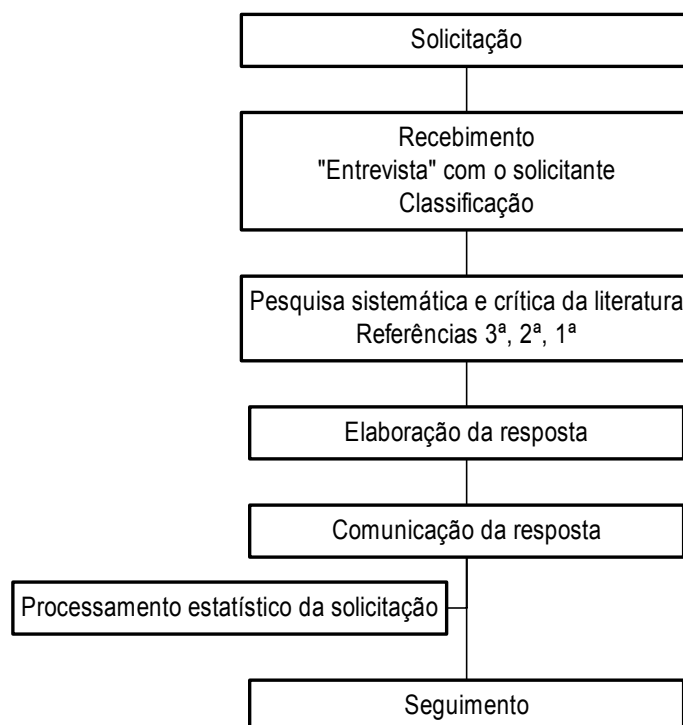 Solicitação
Recebimento
"Entrevista" com o solicitante
Classificação
Pesquisa sistemática e crítica da literatura
Referências 3ª, 2ª, 1ª
Elaboração da resposta
Comunicação da resposta
Processamento estatístico da solicitação
Seguimento